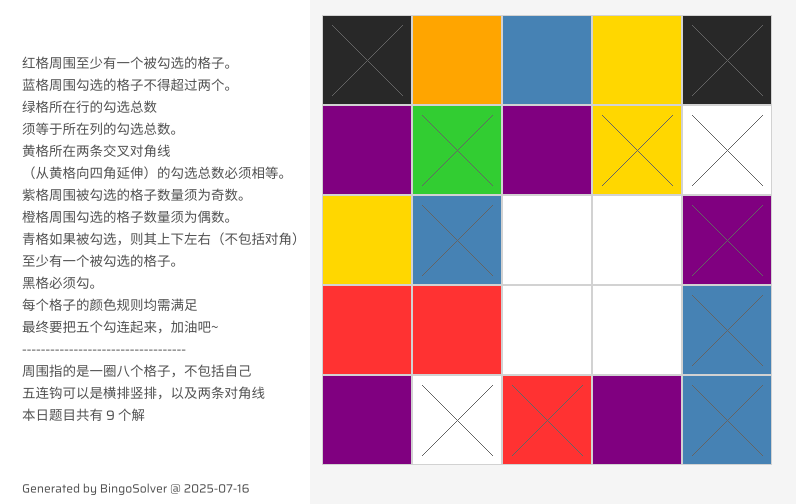 红格周围至少有一个被勾选的格子。
蓝格周围勾选的格子不得超过两个。
绿格所在行的勾选总数
须等于所在列的勾选总数。
黄格所在两条交叉对角线
（从黄格向四角延伸）的勾选总数必须相等。
紫格周围被勾选的格子数量须为奇数。
橙格周围勾选的格子数量须为偶数。
青格如果被勾选，则其上下左右（不包括对角）
至少有一个被勾选的格子。
黑格必须勾。
每个格子的颜色规则均需满足
最终要把五个勾连起来，加油吧~
-----------------------------------
周围指的是一圈八个格子，不包括自己
五连钩可以是横排竖排，以及两条对角线
本日题目共有 9 个解
Generated by BingoSolver @ 2025-07-16